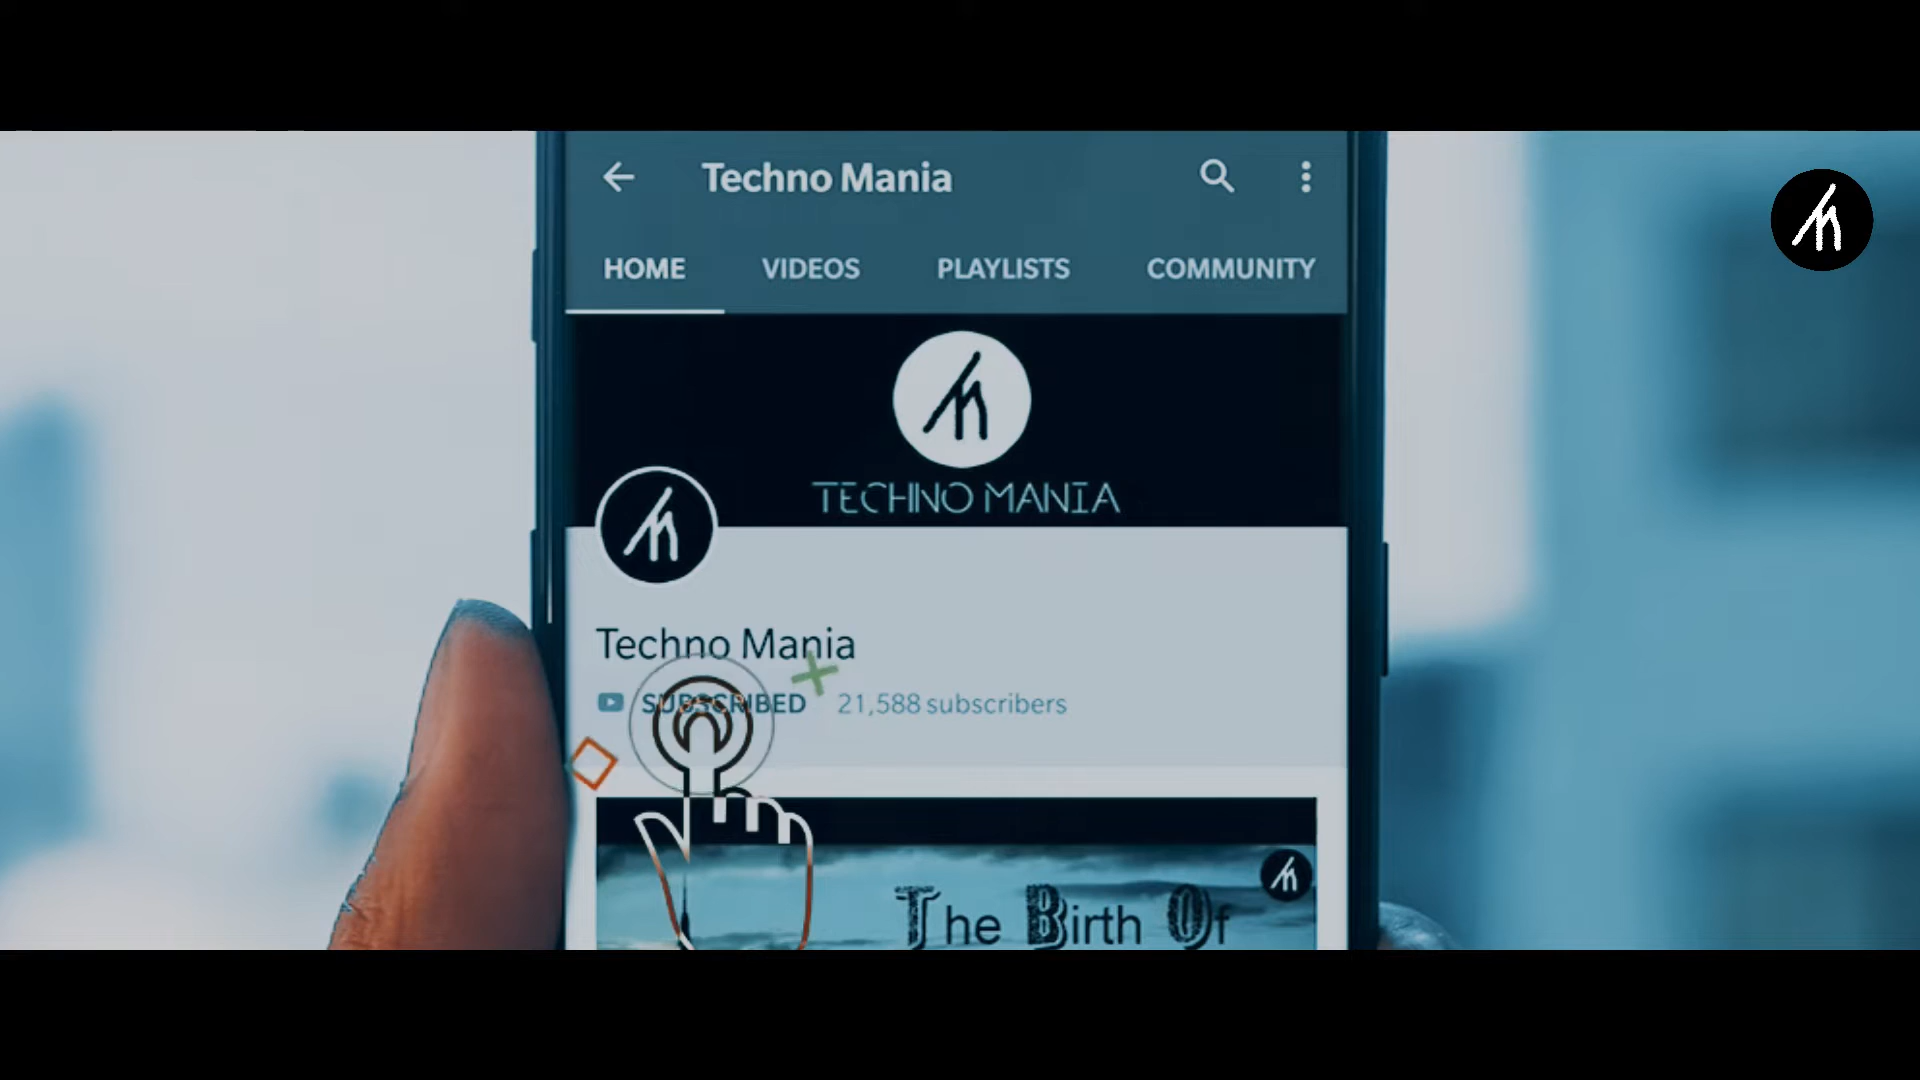 Techno Mania
HOME VIDEOS PLAYLISTS COMMUNITY
TECHNO MANIA
Techno Mania
SUBSCRIBED 21,588 subscribers
The Birth Of